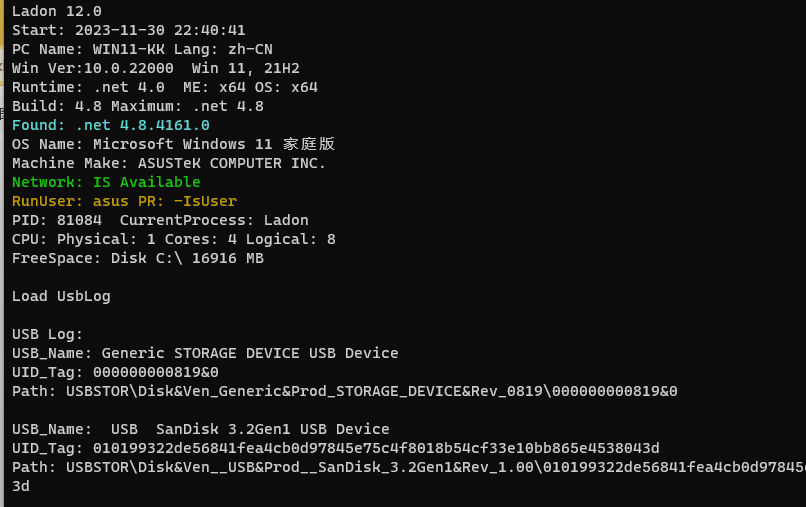 Ladon 12.0
Start: 2023-11-30 22:40:41
PC Name: WIN11-KK Lang: zh-CN
Win Ver:10.0.22000  Win 11, 21H2
Runtime: .net 4.0  ME: x64 OS: x64
Build: 4.8 Maximum: .net 4.8
Found: .net 4.8.4161.0
OS Name: Microsoft Windows 11 家庭版
Machine Make: ASUSTeK COMPUTER INC.
Network: IS Available
RunUser: asus PR: -IsUser
PID: 81084  CurrentProcess: Ladon
CPU: Physical: 1 Cores: 4 Logical: 8
FreeSpace: Disk C:\ 16916 MB
Load UsbLog
USB Log:
USB_Name: Generic STORAGE DEVICE USB Device
UID_Tag: 000000000819&0
Path: USBSTOR\Disk&Ven_Generic&Prod_STORAGE_DEVICE&Rev_0819\000000000819&0
USB_Name:  USB  SanDisk 3.2Gen1 USB Device
UID_Tag: 010199322de56841fea4cb0d97845e75c4f8018b54cf33e10bb865e4538043d
Path: USBSTOR\Disk&Ven__USB&Prod__SanDisk_3.2Gen1&Rev_1.00\010199322de56841fea4cb0d97845
3d